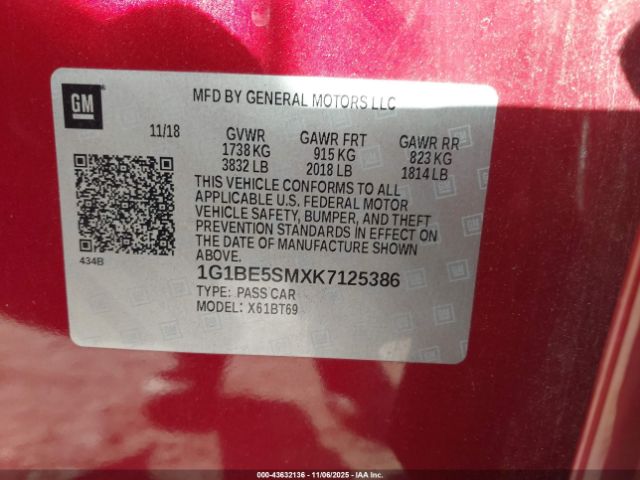 GM
MFD BY GENERAL MOTORS LLC
11/18 GVWR GAWR FRT GAWR RR
1738 KG 915 KG 823 KG
3832 LB 2018 LB 1814 LB
THIS VEHICLE CONFORMS TO ALL
APPLICABLE U.S. FEDERAL MOTOR
VEHICLE SAFETY, BUMPER, AND THEFT
PREVENTION STANDARDS IN EFFECT ON
THE DATE OF MANUFACTURE SHOWN
ABOVE.
434B
1G1BE5SMXK7125386
TYPE: PASS CAR
MODEL: X61BT69
000-43632136 - 11/06/2025 - IAA Inc.